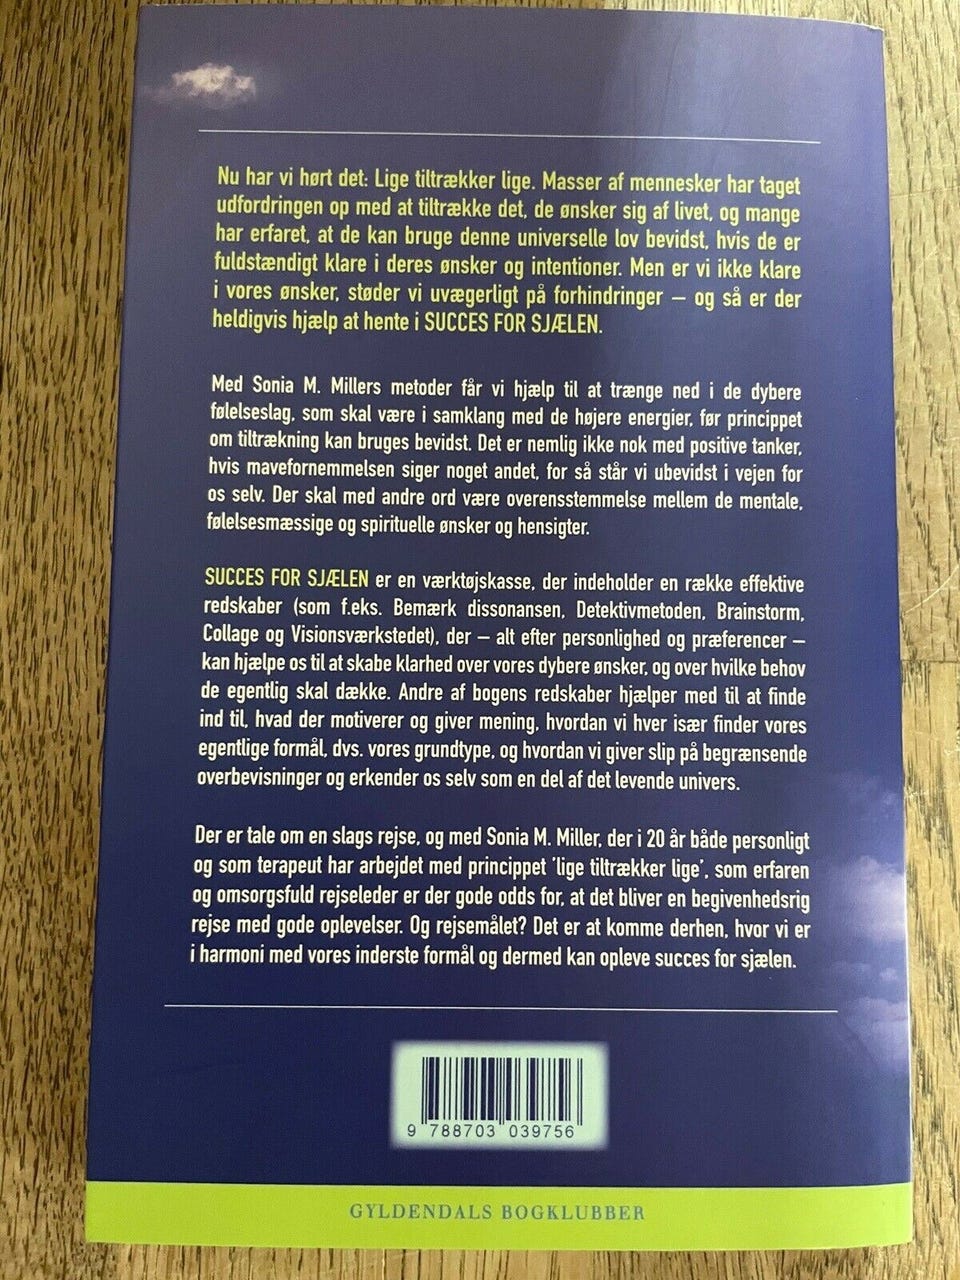 Nu har vi hørt det: Lige tiltrækker lige. Masser af mennesker har taget
udfordringen op med at tiltrække det, de ønsker sig af livet, og mange
har erfaret, at de kan bruge denne universelle lov bevidst, hvis de er
fuldstændigt klare i deres ønsker og intentioner. Men er vi ikke klare
i vores ønsker, støder vi uvægerligt på forhindringer – og så er der
heldigvis hjælp at hente i SUCCES FOR SJÆLEN.
Med Sonia M. Millers metoder får vi hjælp til at trænge ned i de dybere
følelseslag, som skal være i samklang med de højere energier, før princippet
om tiltrækning kan bruges bevidst. Det er nemlig ikke nok med positive tanker,
hvis mavefornemmelsen siger noget andet, for så står vi ubevidst i vejen for
os selv. Der skal med andre ord være overensstemmelse mellem de mentale,
følelsesmæssige og spirituelle ønsker og hensigter.
SUCCES FOR SJÆLEN er en værktøjskasse, der indeholder en række effektive
redskaber (som f.eks. Bemærk dissonansen, Detektivmetoden, Brainstorm,
Collage og Visionsværkstedet), der – alt efter personlighed og præferencer –
kan hjælpe os til at skabe klarhed over vores dybere ønsker, og over hvilke behov
de egentlig skal dække. Andre af bogens redskaber hjælper med til at finde
ind til, hvad der motiverer og giver mening, hvordan vi hver især finder vores
egentlige formål, dvs. vores grundtype, og hvordan vi giver slip på begrænsende
overbevisninger og erkender os selv som en del af det levende univers.
Der er tale om en slags rejse, og med Sonia M. Miller, der i 20 år både personligt
og som terapeut har arbejdet med princippet 'lige tiltrækker lige', som erfaren
og omsorgsfuld rejseleder er der gode odds for, at det bliver en begivenhedsrig
rejse med gode oplevelser. Og rejsemålet? Det er at komme derhen, hvor vi er
i harmoni med vores inderste formål og dermed kan opleve succes for sjælen.
9 788703 039756
GYLDENDALS BOGKLUBBER